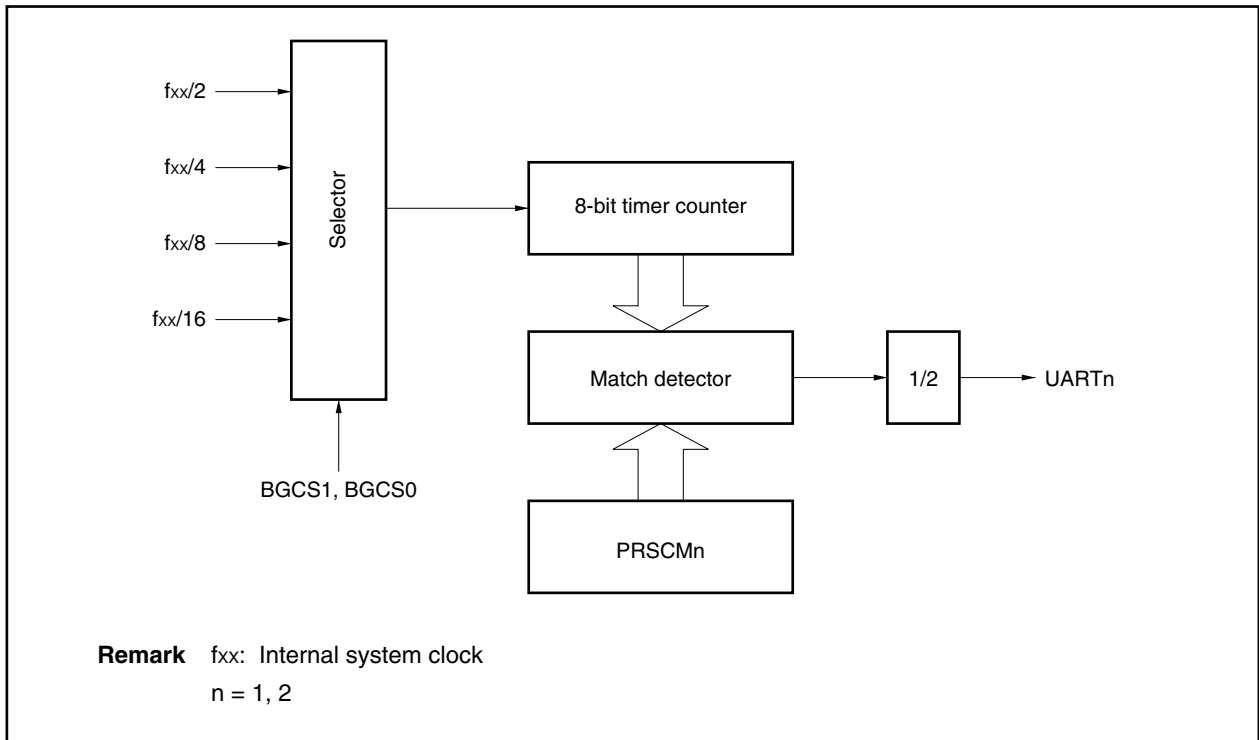 fxx/2
fxx/4
fxx/8
fxx/16
Selector
BGCS1, BGCS0
8-bit timer counter
Match detector
1/2
UARTn
PRSCMn
Remark fxx: Internal system clock
n = 1, 2